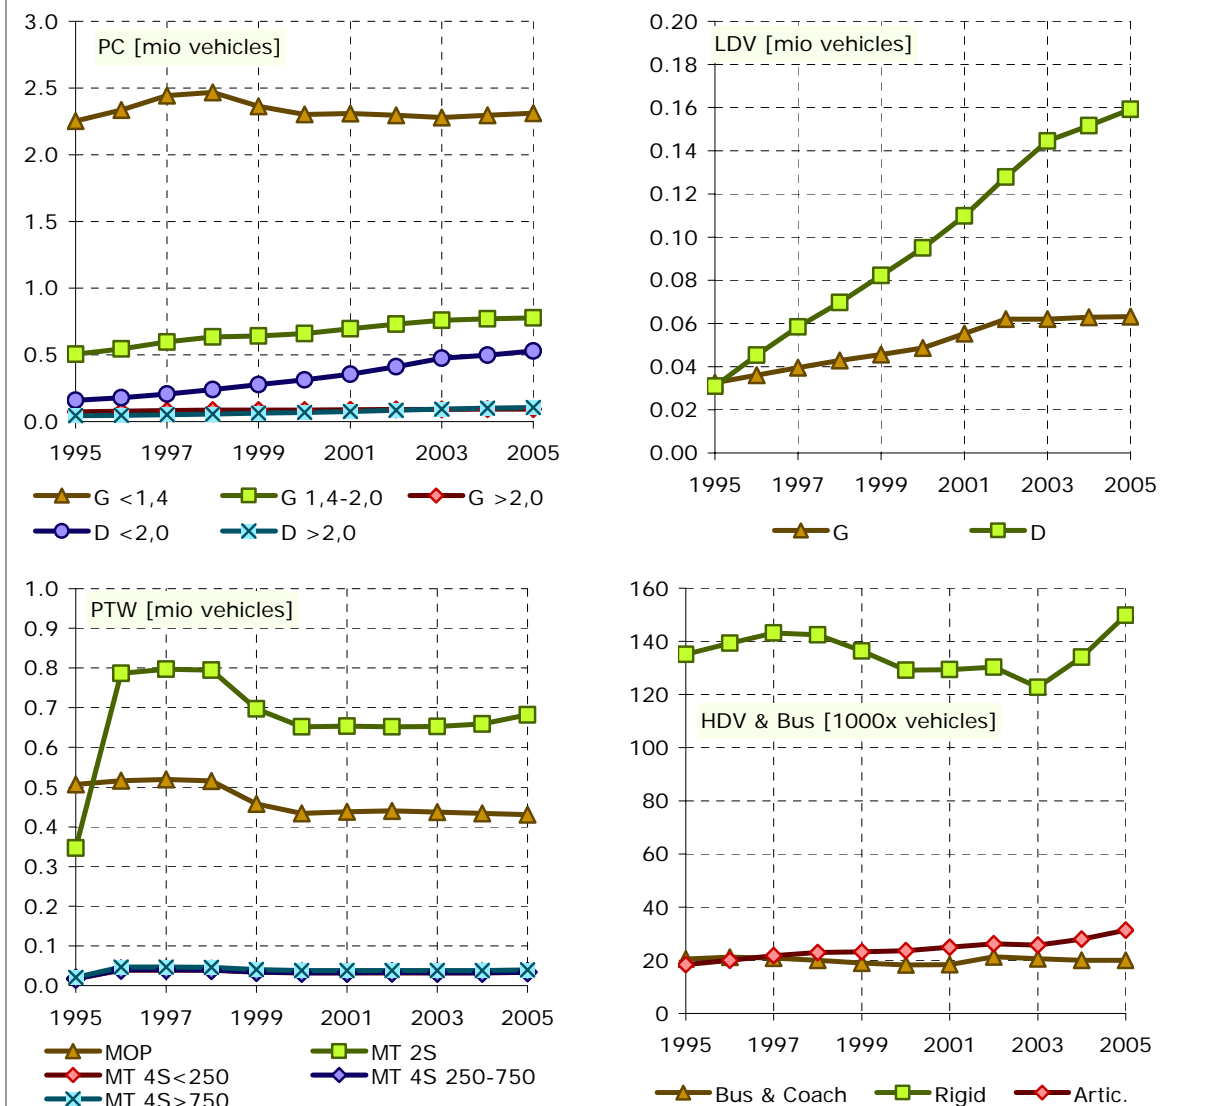 PC [mio vehicles]
3.0
2.5
2.0
1.5
1.0
0.5
0.0
1995 1997 1999 2001 2003 2005
G <1,4 G 1,4-2,0 G >2,0
D <2,0 D >2,0
LDV [mio vehicles]
0.20
0.18
0.16
0.14
0.12
0.10
0.08
0.06
0.04
0.02
0.00
1995 1997 1999 2001 2003 2005
G D
PTW [mio vehicles]
1.0
0.9
0.8
0.7
0.6
0.5
0.4
0.3
0.2
0.1
0.0
1995 1997 1999 2001 2003 2005
MOP MT 2S
MT 4S<250 MT 4S 250-750
MT 4S>750
HDV & Bus [1000x vehicles]
160
140
120
100
80
60
40
20
0
1995 1997 1999 2001 2003 2005
Bus & Coach Rigid Artic.